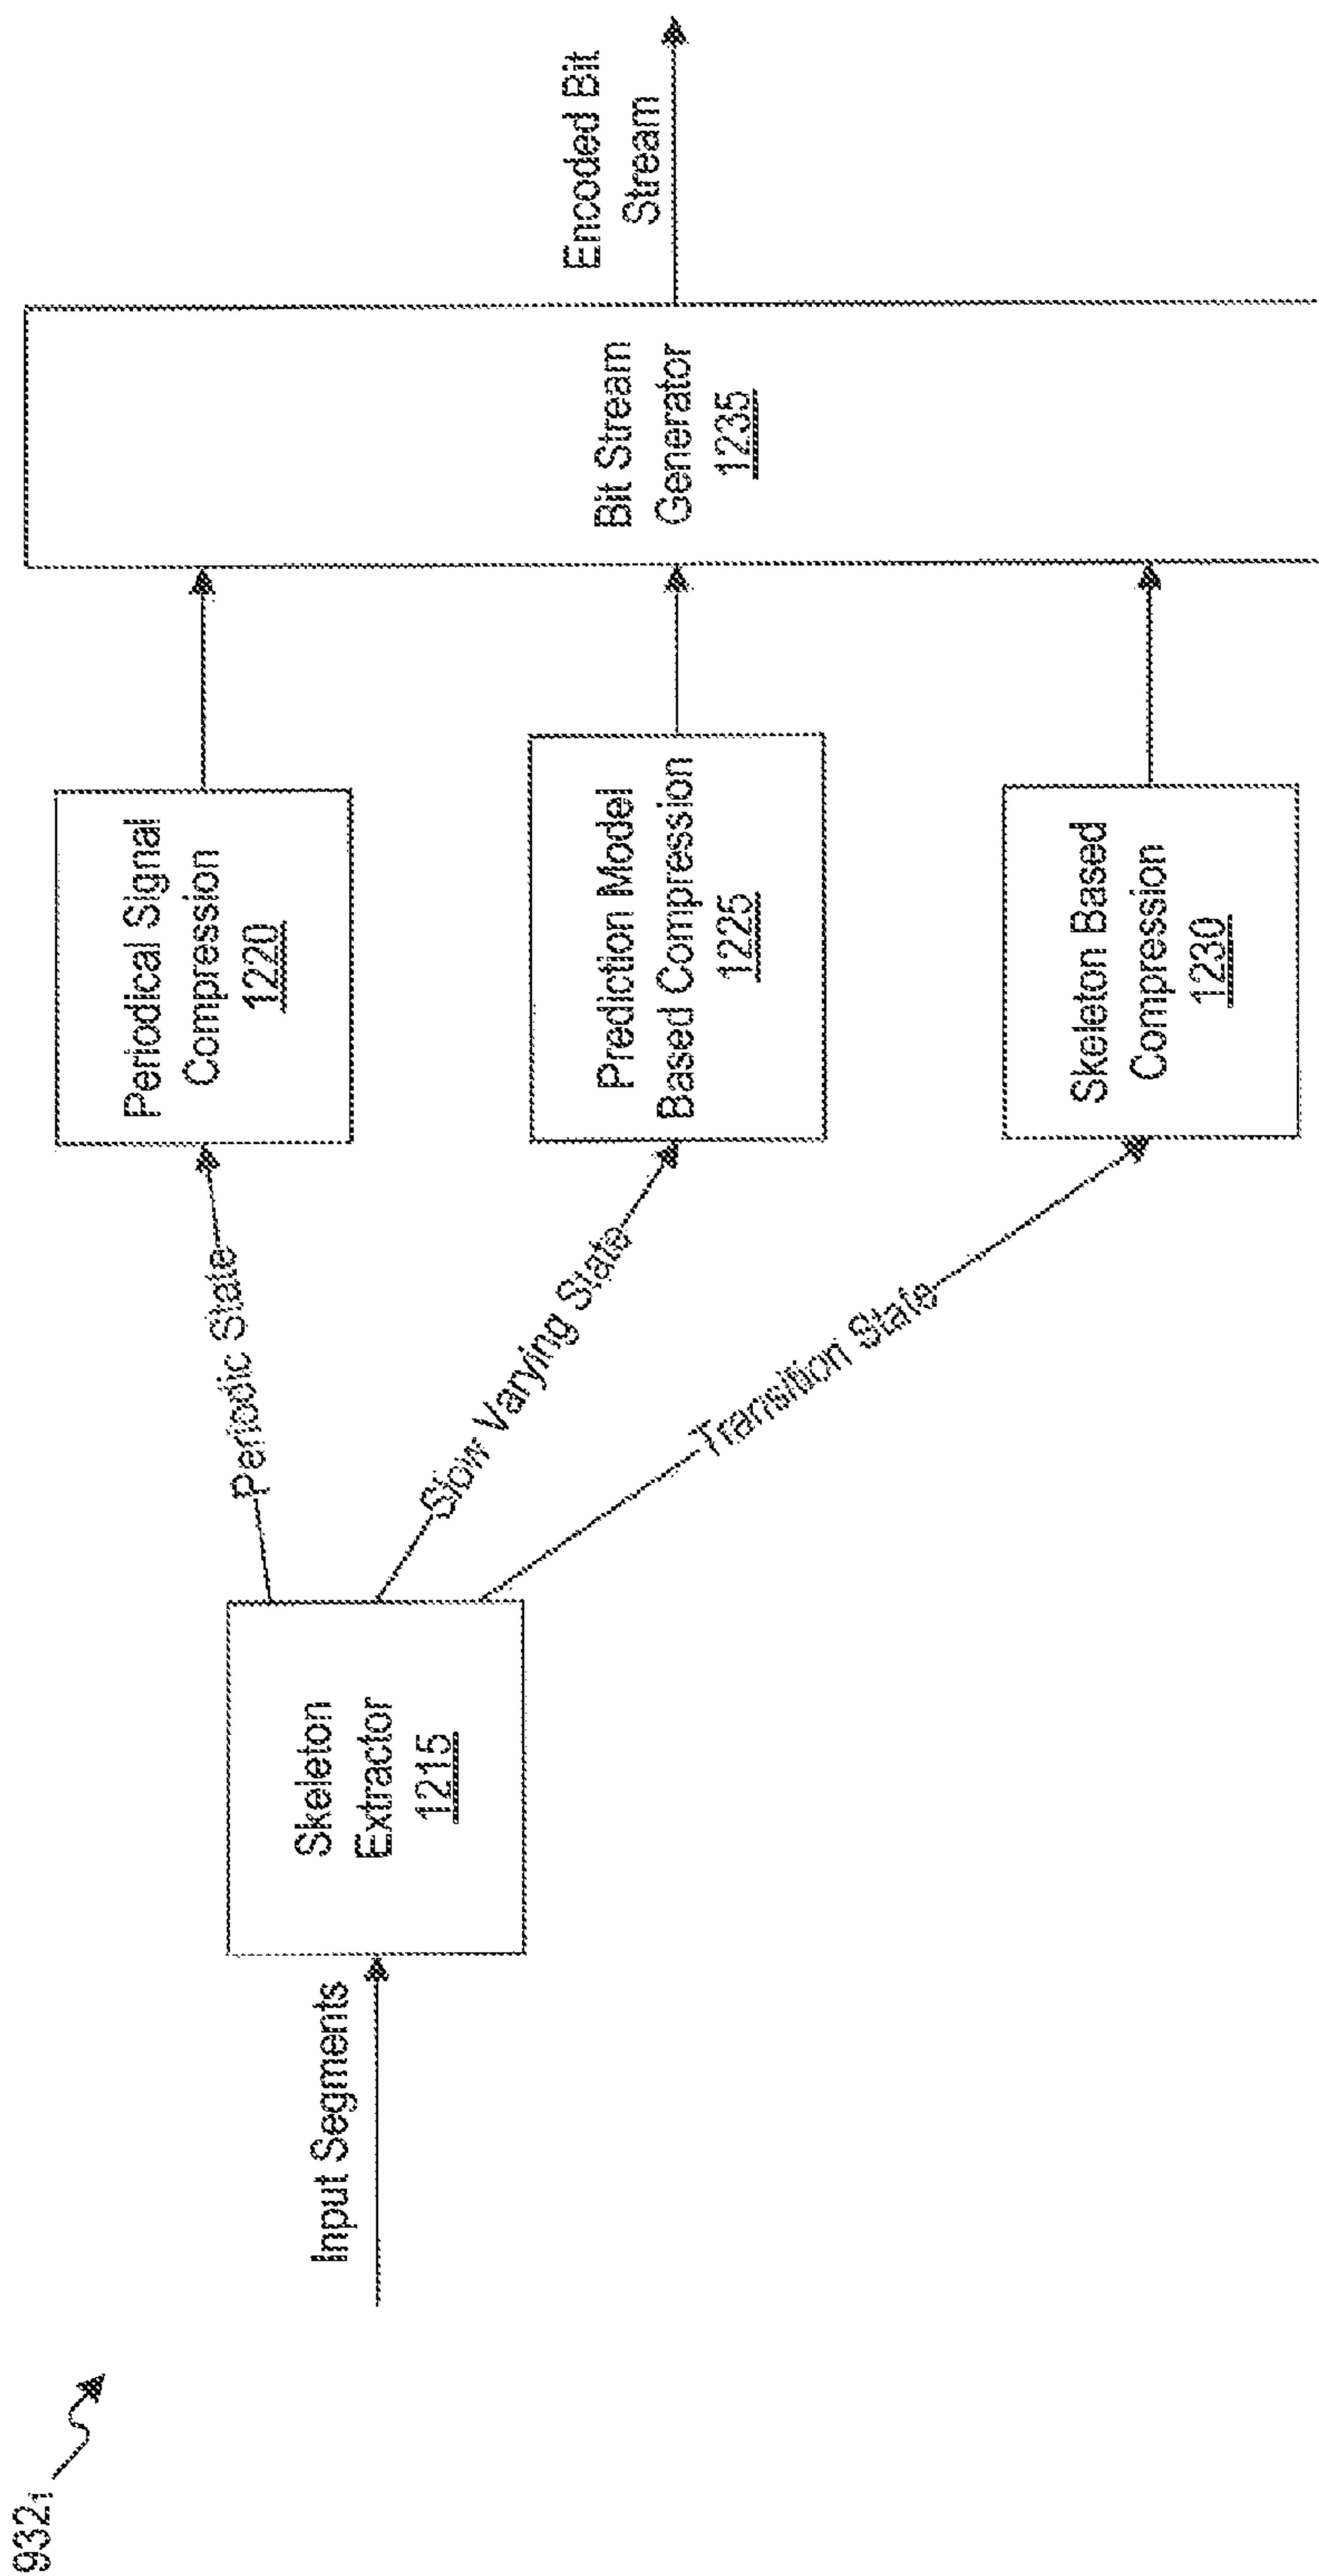 932₁
Input Segments
Skeleton
Extractor
1215
Periodic State
Slow Varying State
Transition State
Periodical Signal
Compression
1220
Prediction Model
Based Compression
1225
Skeleton Based
Compression
1230
Bit Stream
Generator
1235
Encoded Bit
Stream